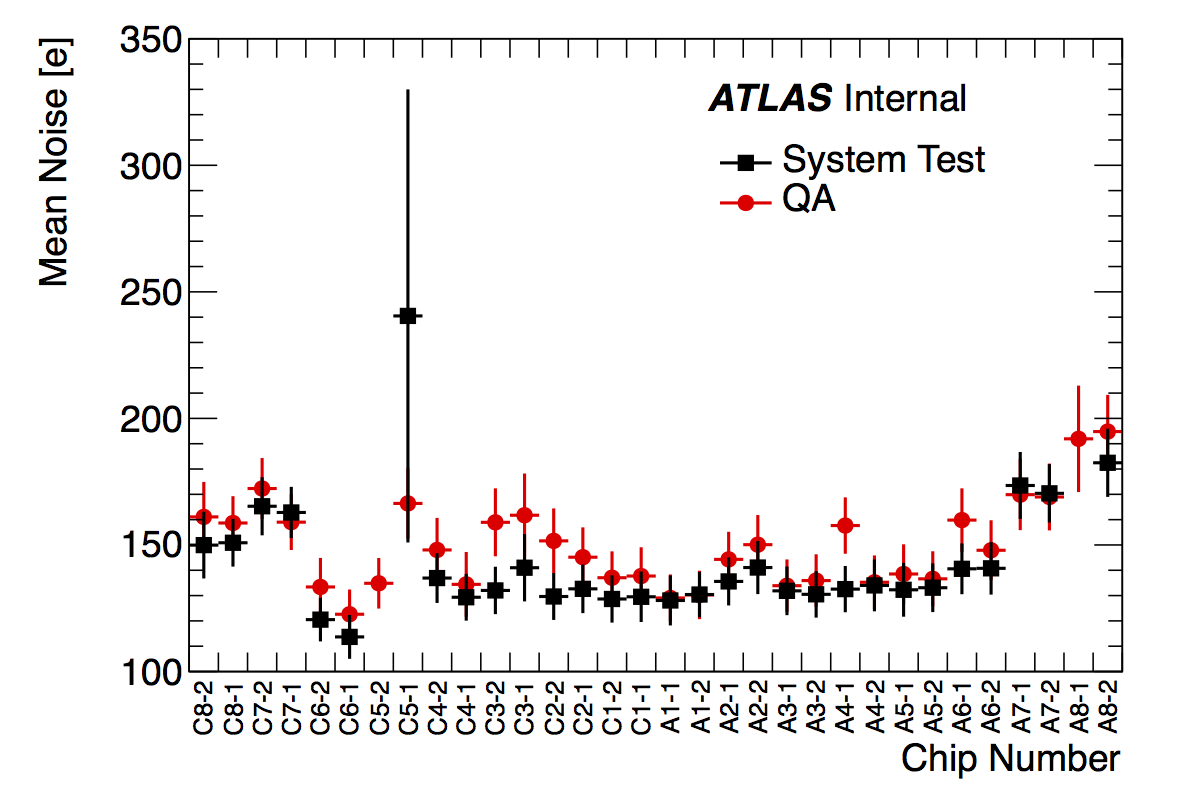 Mean Noise [e]
350
300
250
200
150
100
ATLAS Internal
System Test
QA
C8-2
C8-1
C7-2
C7-1
C6-2
C6-1
C5-2
C5-1
C4-2
C4-1
C3-2
C3-1
C2-2
C2-1
C1-2
C1-1
A1-1
A1-2
A2-1
A2-2
A3-1
A3-2
A4-1
A4-2
A5-1
A5-2
A6-1
A6-2
A7-1
A7-2
A8-1
A8-2
Chip Number